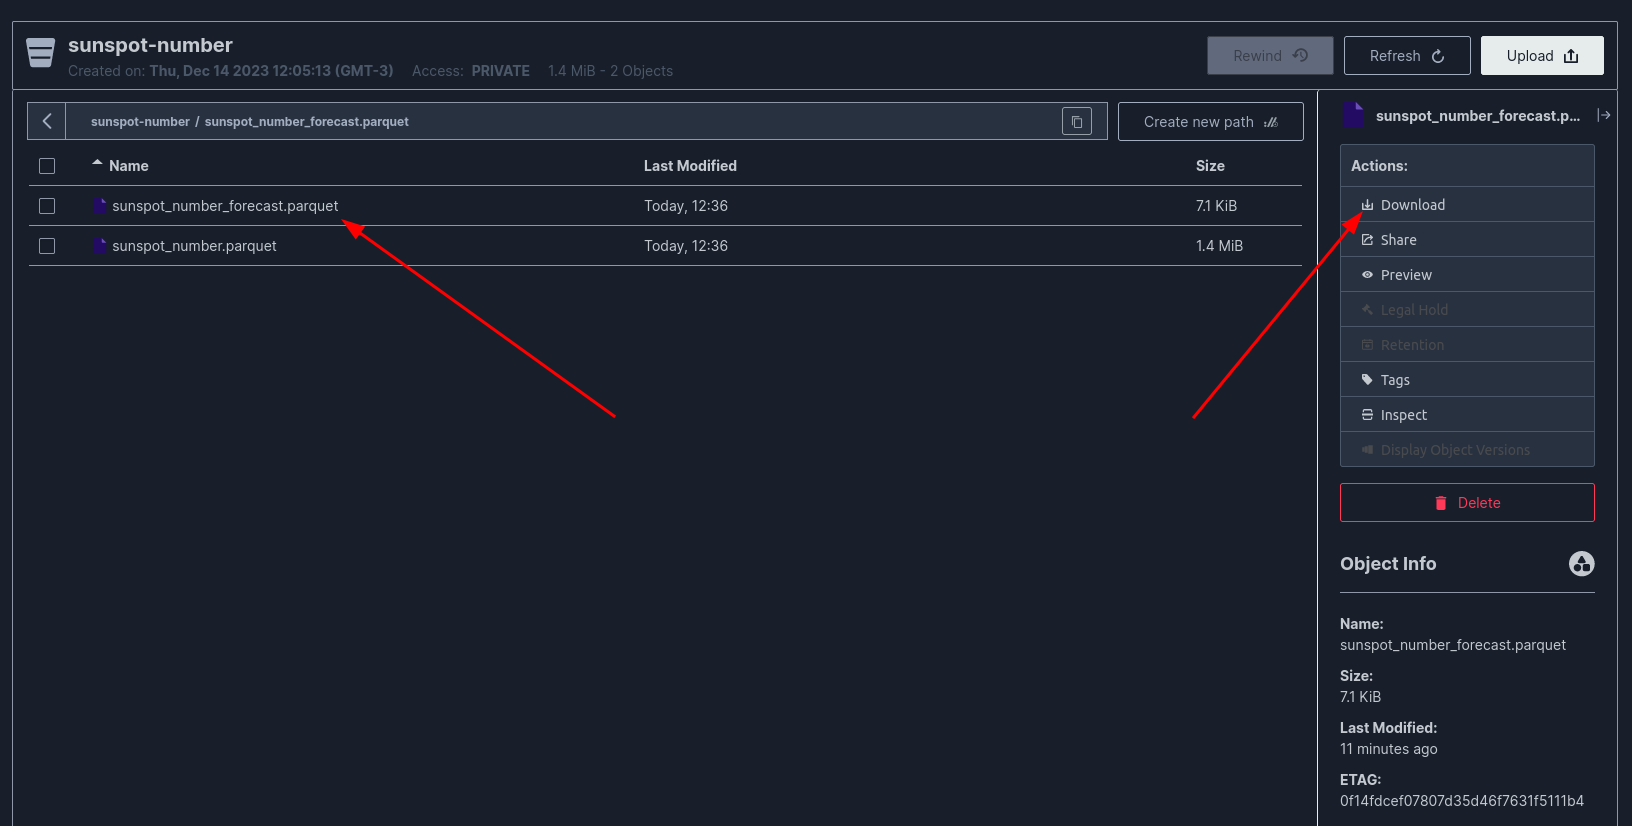 sunspot-number
Created on: Thu, Dec 14 2023 12:05:13 (GMT-3) Access: PRIVATE 1.4 MiB - 2 Objects
Rewind
Refresh
Upload
sunspot-number / sunspot_number_forecast.parquet
Create new path
Name Last Modified Size
sunspot_number_forecast.parquet Today, 12:36 7.1 KiB
sunspot_number.parquet Today, 12:36 1.4 MiB
sunspot_number_forecast.p...
Actions:
Download
Share
Preview
Legal Hold
Retention
Tags
Inspect
Display Object Versions
Delete
Object Info
Name:
sunspot_number_forecast.parquet
Size:
7.1 KiB
Last Modified:
11 minutes ago
ETAG:
0f14fdcef07807d35d46f7631f5111b4